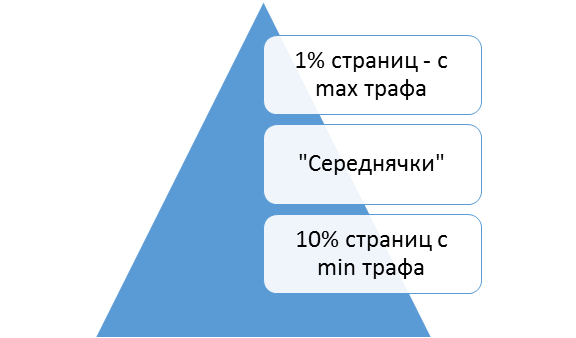 1% страниц - с
max трафа
"Середнячки"
10% страниц с
min трафа